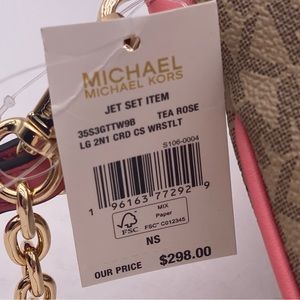 MICHAEL
MICHAEL KORS
JET SET ITEM
35S3GTTW9B TEA ROSE
LG 2N1 CRD CS WRSTLT
S106-0004
1 96163 77292 9
FSC
MIX
Paper
FSC™ C012345
NS
OUR PRICE $298.00